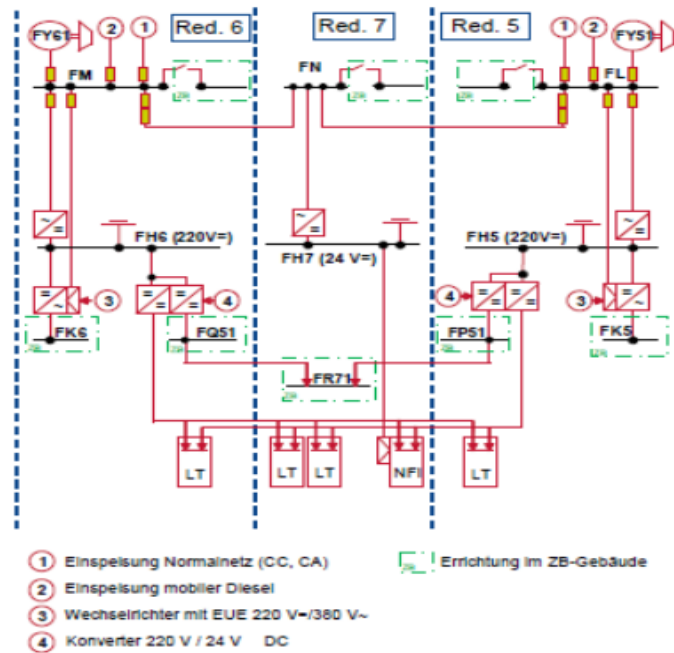 FY61 2 1 Red. 6 Red. 7 Red. 5 1 2 FY51
FM FN FL
ZB ZB ZB
~ = ~ = ~ =
FH6 (220V=) FH7 (24 V=) FH5 (220V=)
= ~ 3 = = = = 4 4 = = = = 3 = ~
FK6 FQ51 FP51 FK5
ZB ZB ZB ZB
FR71
ZB
LT LT LT NFI LT
1 Einspeisung Normalnetz (CC, CA) ZB Errichtung im ZB-Gebäude
2 Einspeisung mobiler Diesel
3 Wechselrichter mit EUE 220 V=/380 V~
4 Konverter 220 V / 24 V DC